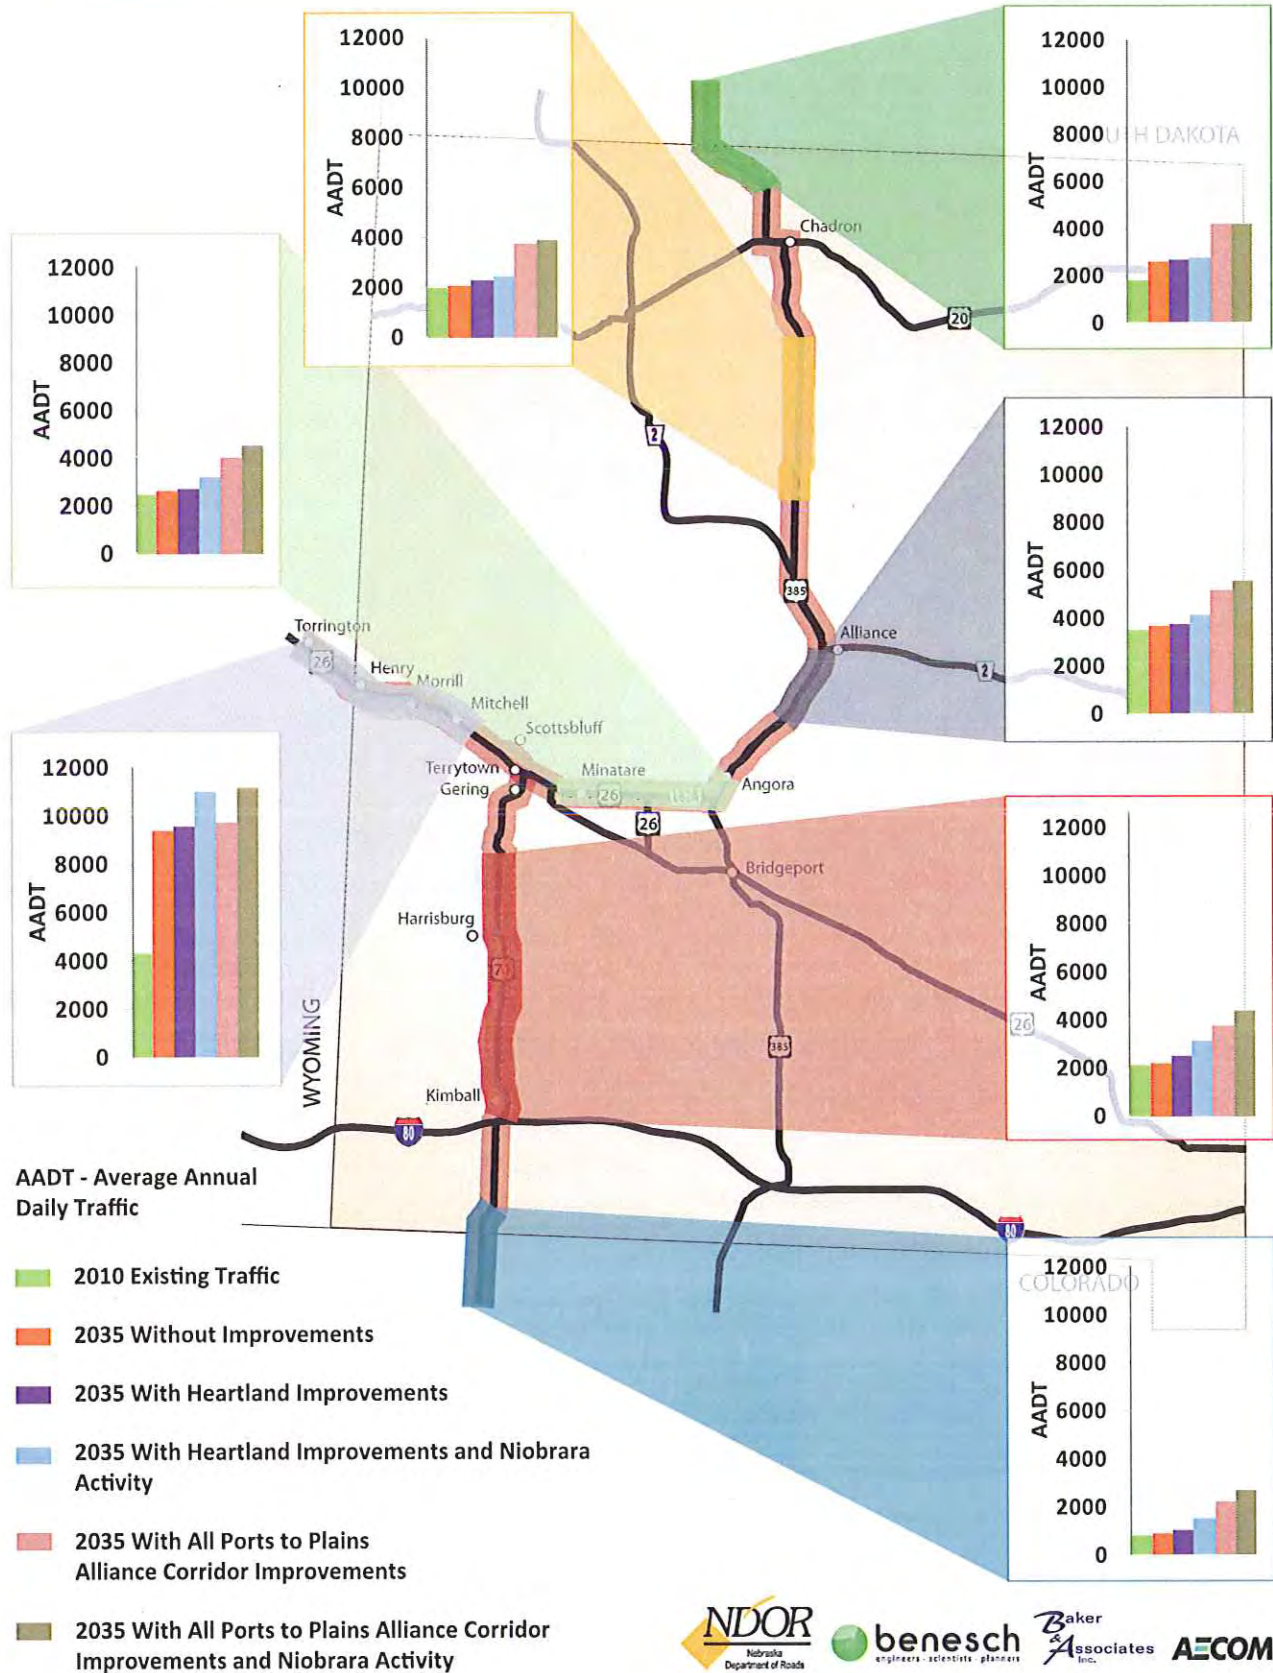 12000
10000
8000
6000
4000
2000
0
AADT
12000
10000
8000
6000
4000
2000
0
AADT
UTH DAKOTA
Chadron
20
2
385
12000
10000
8000
6000
4000
2000
0
AADT
12000
10000
8000
6000
4000
2000
0
AADT
Torrington
26
Henry
Morrill
Mitchell
Scottsbluff
Terrytown
Gering
Minatare
26
26
Angora
Alliance
2
12000
10000
8000
6000
4000
2000
0
AADT
Harrisburg
71
Kimball
WYOMING
Bridgeport
385
26
12000
10000
8000
6000
4000
2000
0
AADT
80
80
COLORADO
12000
10000
8000
6000
4000
2000
0
AADT
AADT - Average Annual
Daily Traffic
2010 Existing Traffic
2035 Without Improvements
2035 With Heartland Improvements
2035 With Heartland Improvements and Niobrara
Activity
2035 With All Ports to Plains
Alliance Corridor Improvements
2035 With All Ports to Plains Alliance Corridor
Improvements and Niobrara Activity
NDOR
Nebraska
Department of Roads
benesch
engineers · scientists · planners
Baker
&
Associates
Inc.
AECOM